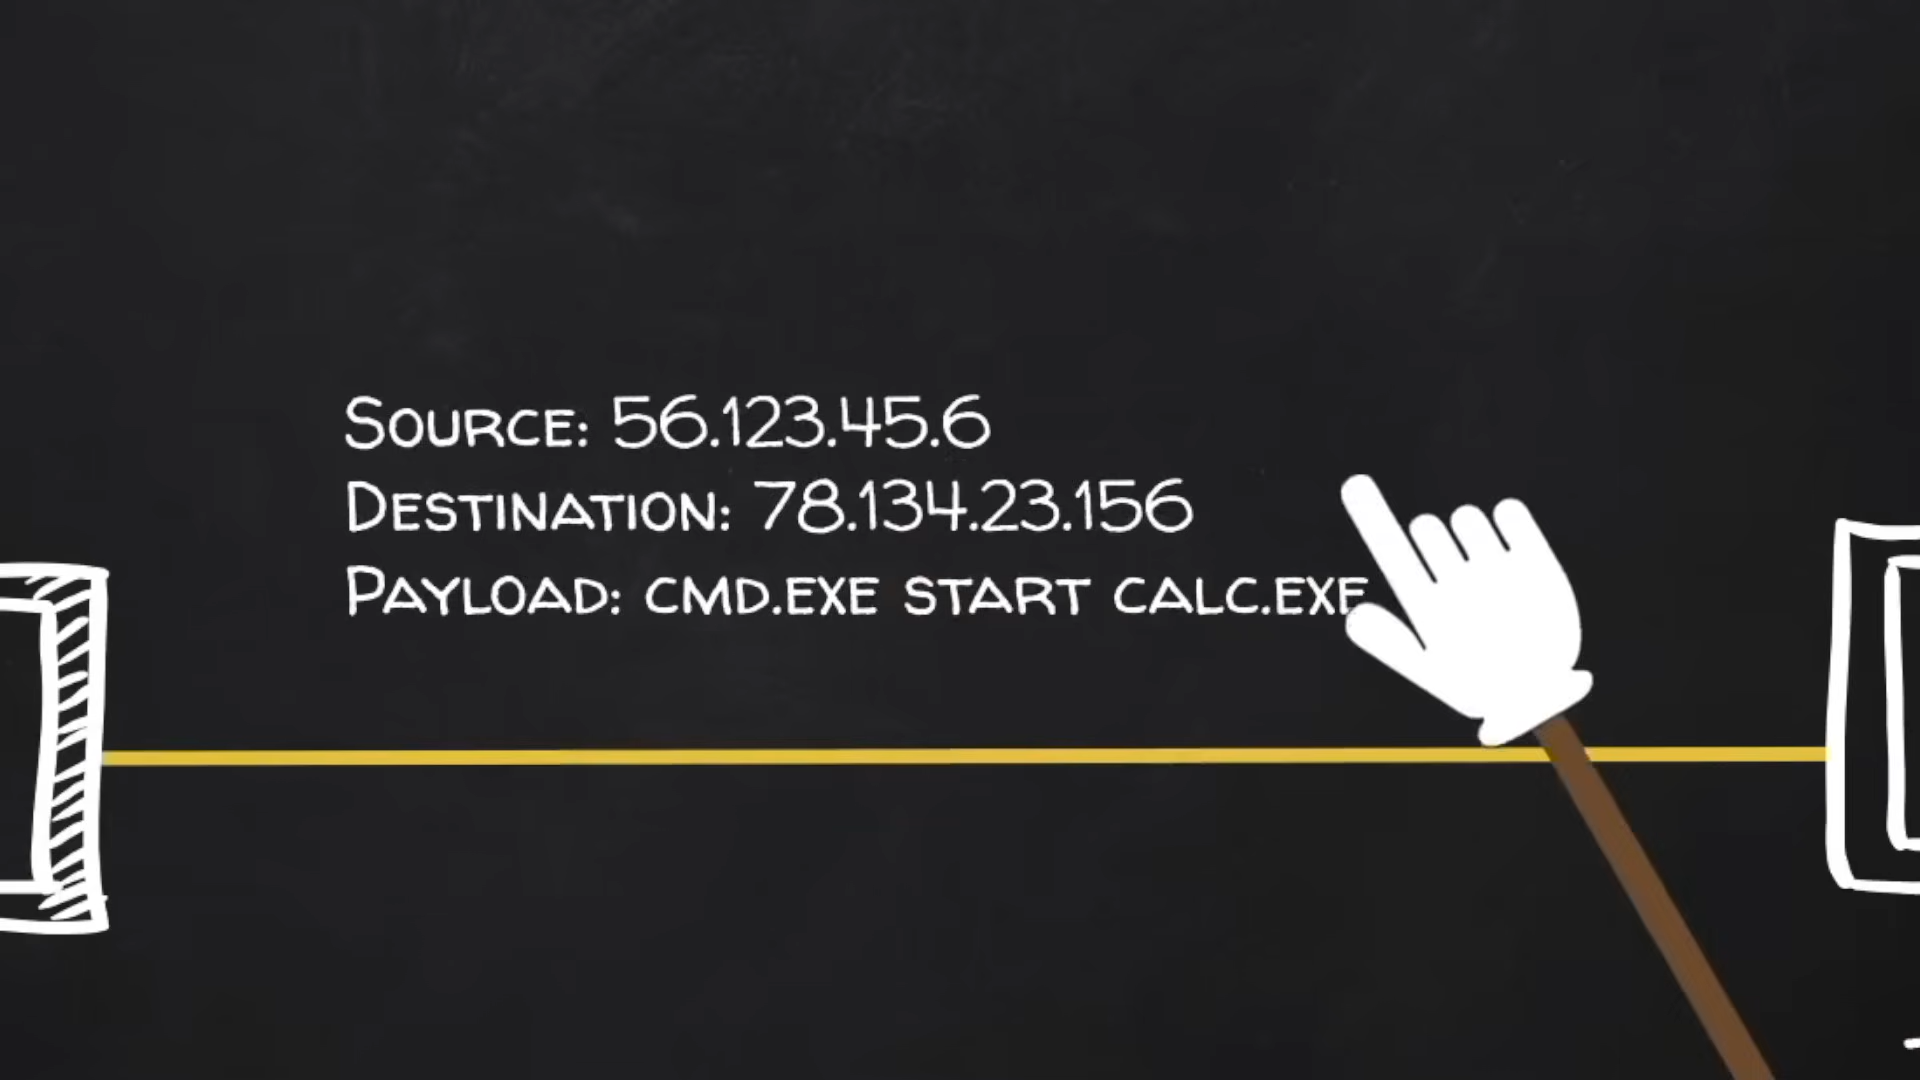 Source: 56.123.45.6
Destination: 78.134.23.156
Payload: cmd.exe start calc.exe